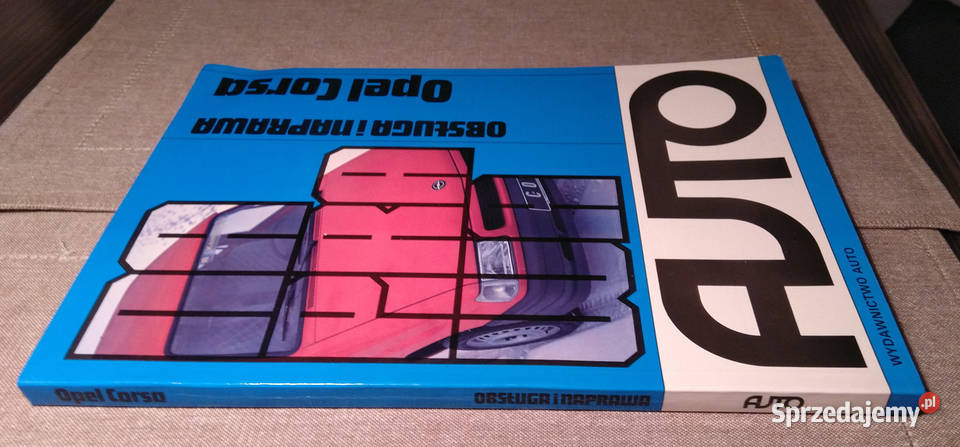 Opel Corsa
OBSŁUGA i NAPRAWA
AUTO
WYDAWNICTWO AUTO
Opel Corsa
OBSŁUGA i NAPRAWA
AUTO
Sprzedajemy.pl